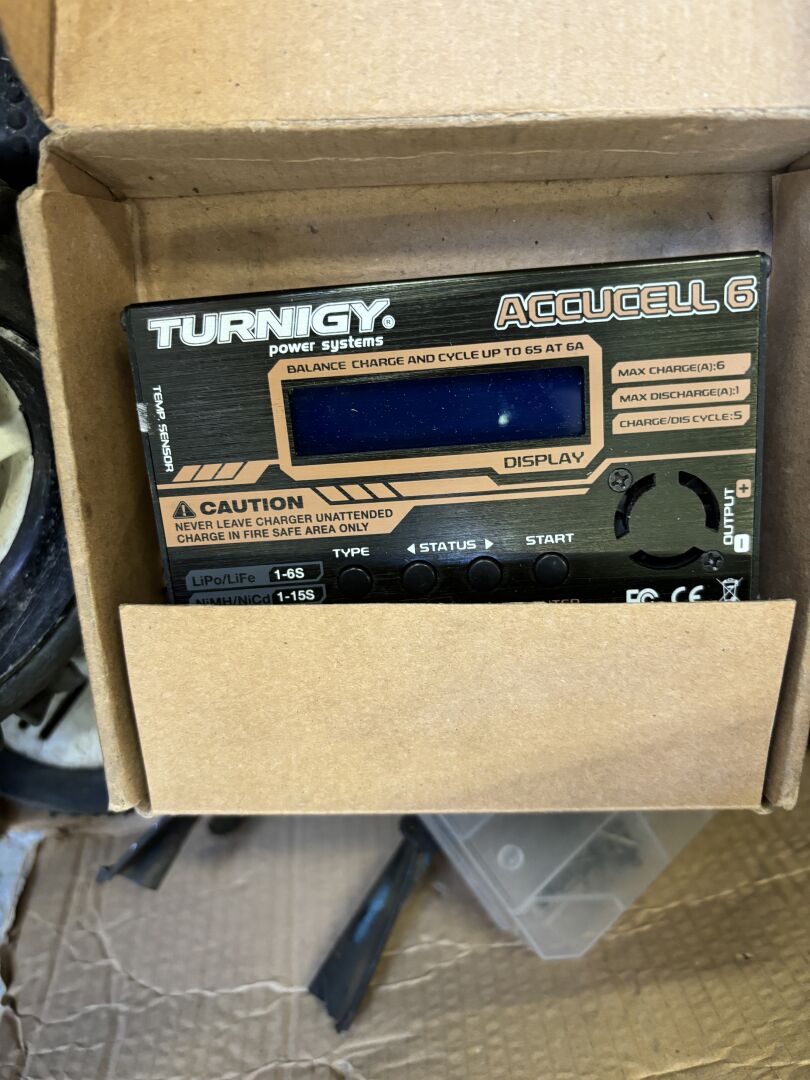 TURNIGY®
power systems
ACCUCELL 6
BALANCE CHARGE AND CYCLE UP TO 6S AT 6A
MAX CHARGE(A):6
MAX DISCHARGE(A):1
CHARGE/DIS CYCLE:5
TEMP. SENSOR
DISPLAY
CAUTION
NEVER LEAVE CHARGER UNATTENDED
CHARGE IN FIRE SAFE AREA ONLY
OUTPUT
+
-
TYPE
◀ STATUS ▶
START
LiPo/LiFe 1-6S
NiMH/NiCd 1-15S
FC CE